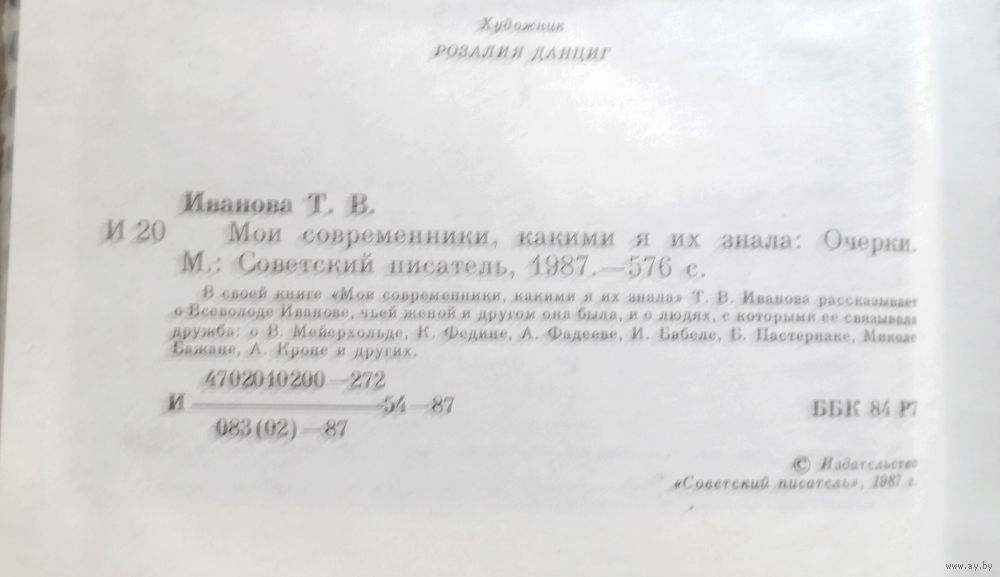 Художник
РОЗАЛИЯ ДАНЦИГ
Иванова Т. В.
И 20 Мои современники, какими я их знала: Очерки.
М.: Советский писатель, 1987.—576 с.
В своей книге «Мои современники, какими я их знала» Т. В. Иванова рассказывает
о Всеволоде Иванове, чьей женой и другом она была, и о людях, с которыми ее связывала
дружба: о В. Мейерхольде, К. Федине, А. Фадееве, И. Бабеле, Б. Пастернаке, Миколе
Бажане, А. Кроне и других.
4702010200—272
И ——————— 54—87
083(02)—87
ББК 84 Р7
© Издательство
«Советский писатель», 1987 г.
www.ay.by